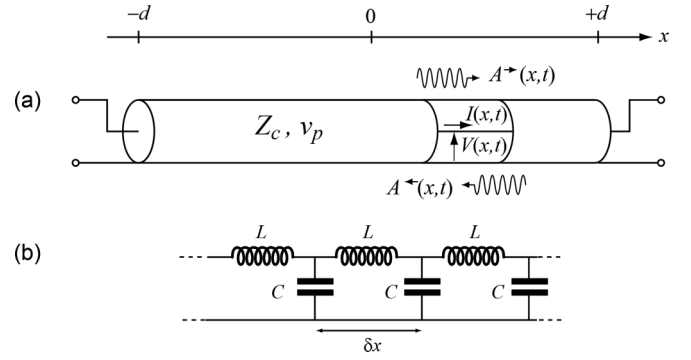 −d 0 +d x
(a)
A→(x,t)
Z_c , v_p
I(x,t)
V(x,t)
A←(x,t)
(b)
L L L
C C C
δx